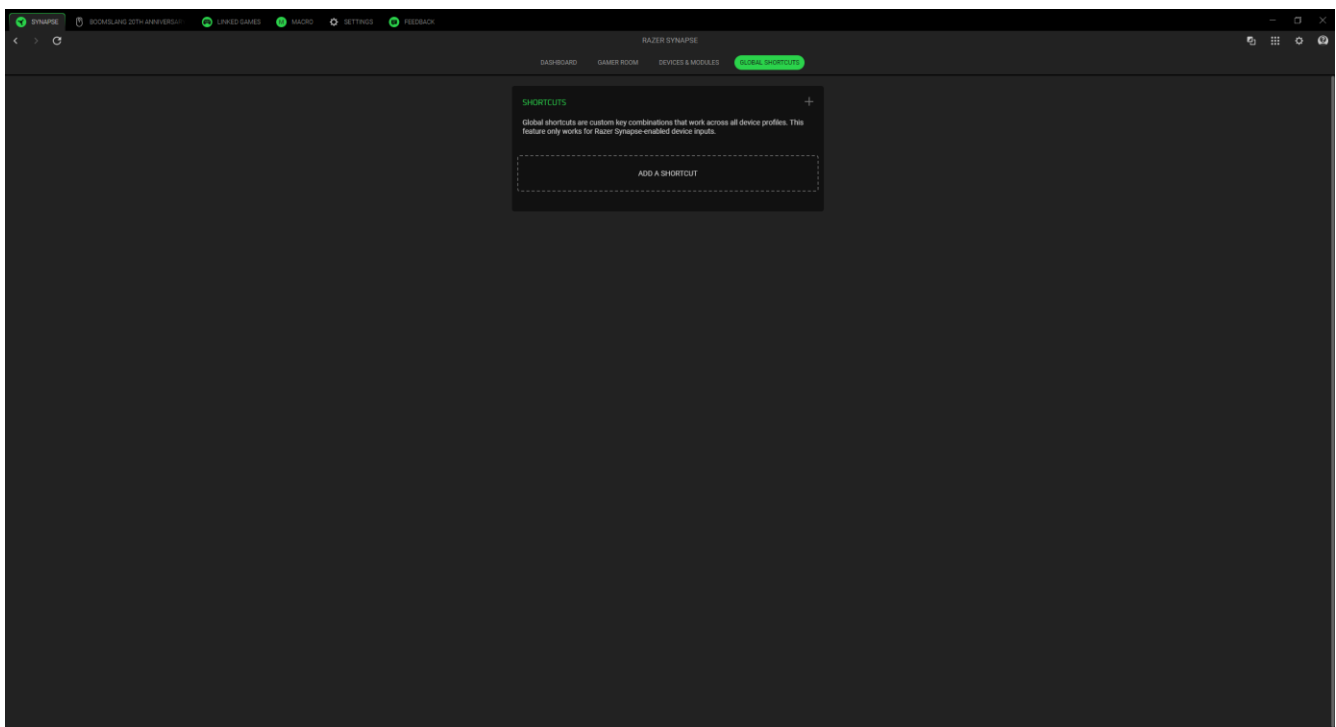 SYNAPSE
BOOMSLANG 20TH ANNIVERSA
LINKED GAMES
MACRO
SETTINGS
FEEDBACK
RAZER SYNAPSE
DASHBOARD
GAMER ROOM
DEVICES & MODULES
GLOBAL SHORTCUTS
SHORTCUTS
Global shortcuts are custom key combinations that work across all device profiles. This
feature only works for Razer Synapse-enabled device inputs.
ADD A SHORTCUT